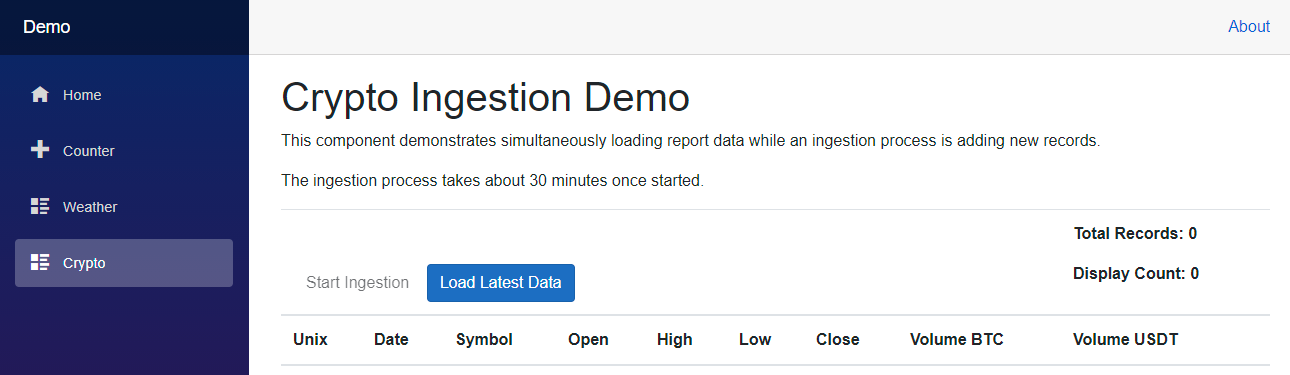 Demo
About
Home
Counter
Weather
Crypto
Crypto Ingestion Demo
This component demonstrates simultaneously loading report data while an ingestion process is adding new records.
The ingestion process takes about 30 minutes once started.
Total Records: 0
Start Ingestion Load Latest Data
Display Count: 0
Unix Date Symbol Open High Low Close Volume BTC Volume USDT